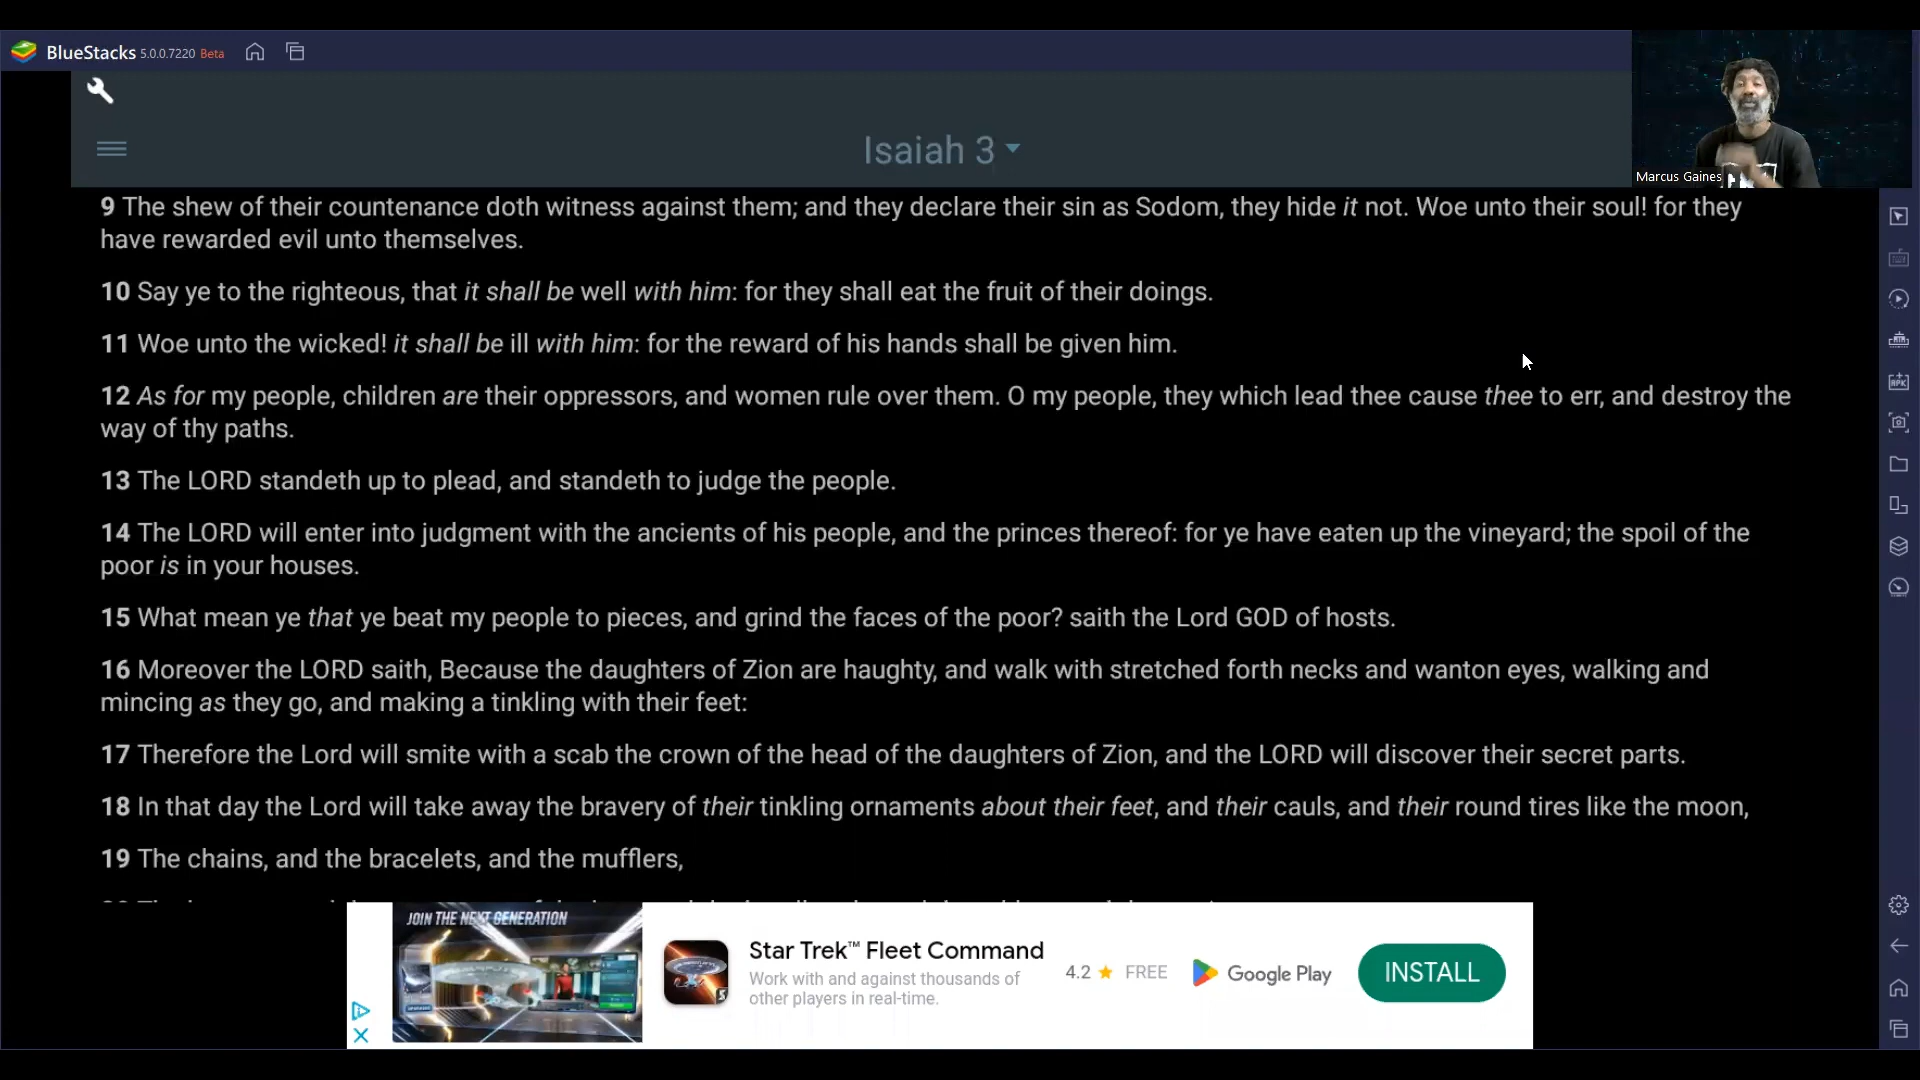 BlueStacks 5.0.0.7220 Beta
Marcus Gaines
Isaiah 3
9 The shew of their countenance doth witness against them; and they declare their sin as Sodom, they hide it not. Woe unto their soul! for they
have rewarded evil unto themselves.
10 Say ye to the righteous, that it shall be well with him: for they shall eat the fruit of their doings.
11 Woe unto the wicked! it shall be ill with him: for the reward of his hands shall be given him.
12 As for my people, children are their oppressors, and women rule over them. O my people, they which lead thee cause thee to err, and destroy the
way of thy paths.
13 The LORD standeth up to plead, and standeth to judge the people.
14 The LORD will enter into judgment with the ancients of his people, and the princes thereof: for ye have eaten up the vineyard; the spoil of the
poor is in your houses.
15 What mean ye that ye beat my people to pieces, and grind the faces of the poor? saith the Lord GOD of hosts.
16 Moreover the LORD saith, Because the daughters of Zion are haughty, and walk with stretched forth necks and wanton eyes, walking and
mincing as they go, and making a tinkling with their feet:
17 Therefore the Lord will smite with a scab the crown of the head of the daughters of Zion, and the LORD will discover their secret parts.
18 In that day the Lord will take away the bravery of their tinkling ornaments about their feet, and their cauls, and their round tires like the moon,
19 The chains, and the bracelets, and the mufflers,
JOIN THE NEXT GENERATION
Star Trek™ Fleet Command
Work with and against thousands of
other players in real-time.
4.2 ★ FREE
Google Play
INSTALL